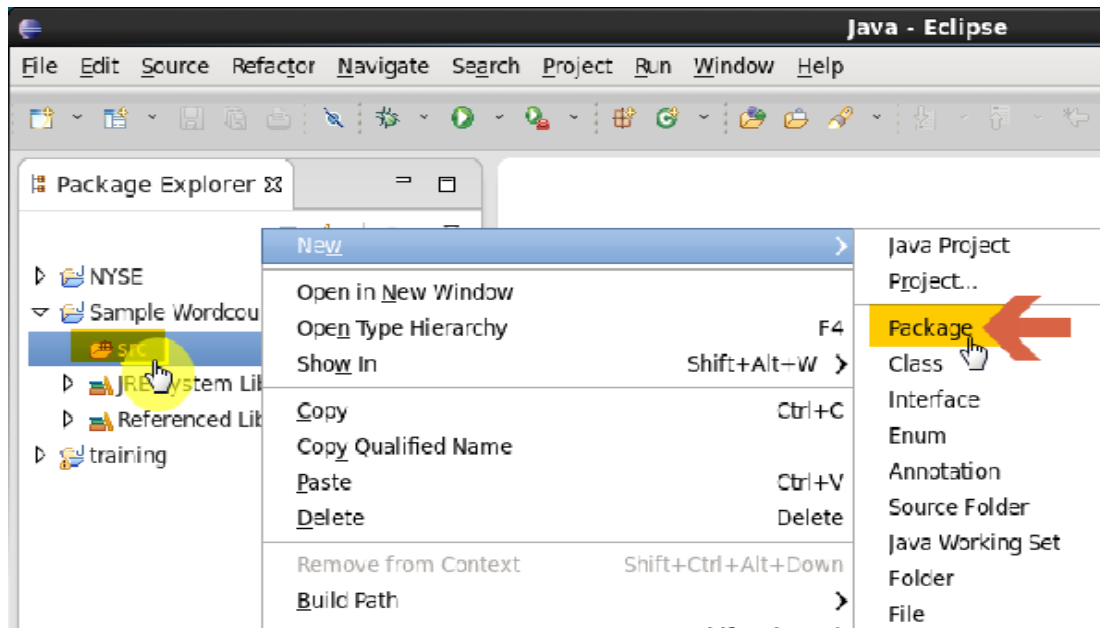 Java - Eclipse
File Edit Source Refactor Navigate Search Project Run Window Help
Package Explorer
NYSE
Sample Wordcou
src
JRE System Lib
Referenced Lib
training
New
Open in New Window
Open Type Hierarchy F4
Show In Shift+Alt+W
Copy Ctrl+C
Copy Qualified Name
Paste Ctrl+V
Delete Delete
Remove from Context Shift+Ctrl+Alt+Down
Build Path
Java Project
Project...
Package
Class
Interface
Enum
Annotation
Source Folder
Java Working Set
Folder
File